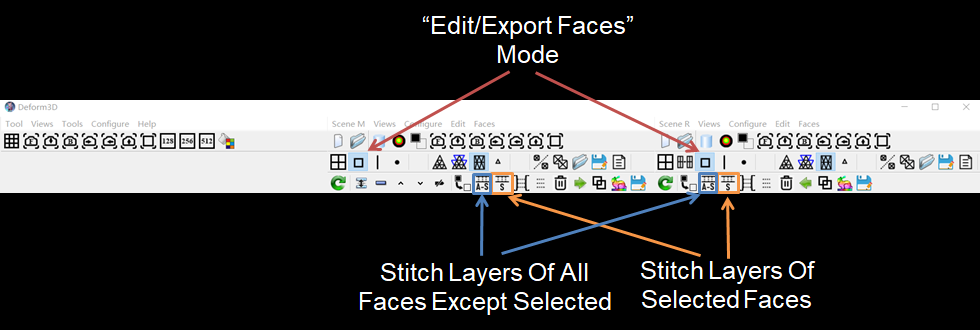 “Edit/Export Faces”
Mode
Deform3D
Tool Views Tools Configure Help
Scene M Views Configure Edit Faces
Scene R Views Configure Edit Faces
128 256 512
A-S S
A-S S
Stitch Layers Of All
Faces Except Selected
Stitch Layers Of
Selected Faces